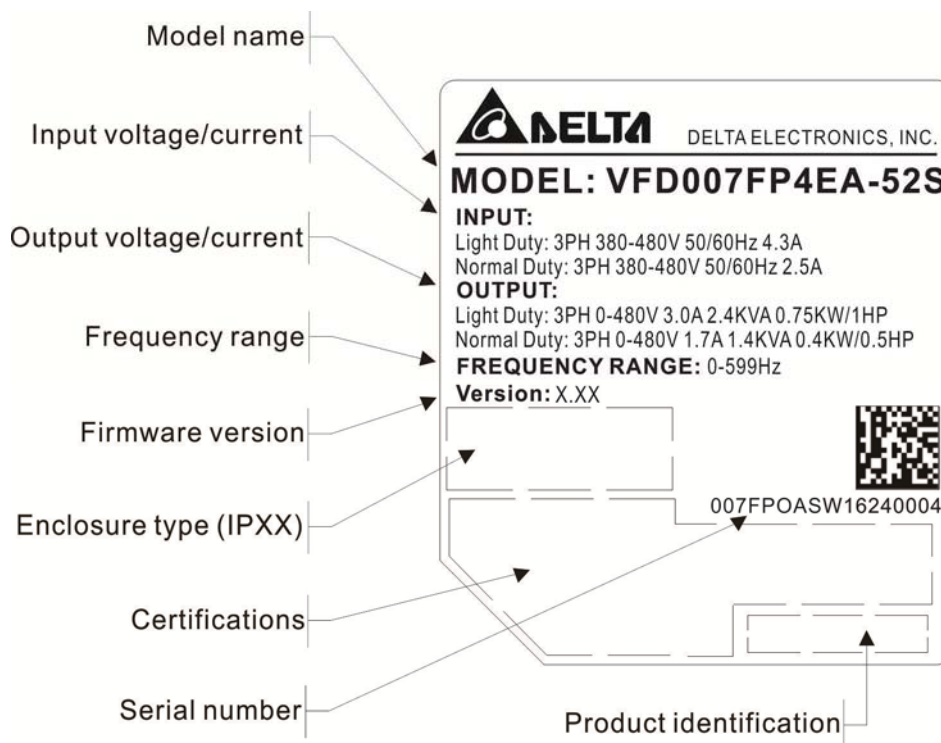 Model name
Input voltage/current
Output voltage/current
Frequency range
Firmware version
Enclosure type (IPXX)
Certifications
Serial number
Product identification
DELTA
DELTA ELECTRONICS, INC.
MODEL: VFD007FP4EA-52S
INPUT:
Light Duty: 3PH 380-480V 50/60Hz 4.3A
Normal Duty: 3PH 380-480V 50/60Hz 2.5A
OUTPUT:
Light Duty: 3PH 0-480V 3.0A 2.4KVA 0.75KW/1HP
Normal Duty: 3PH 0-480V 1.7A 1.4KVA 0.4KW/0.5HP
FREQUENCY RANGE: 0-599Hz
Version: X.XX
007FPOASW16240004